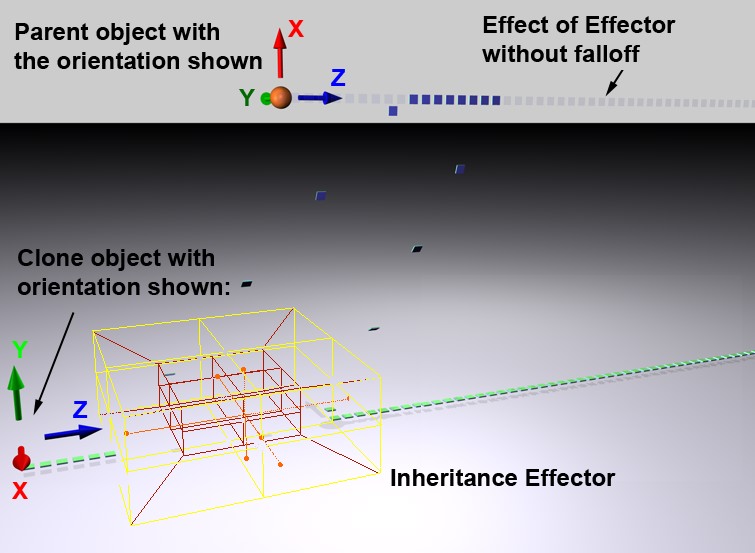 Parent object with
the orientation shown
X
Z
Y
Effect of Effector
without falloff
Clone object with
orientation shown:
Y
Z
X
Inheritance Effector